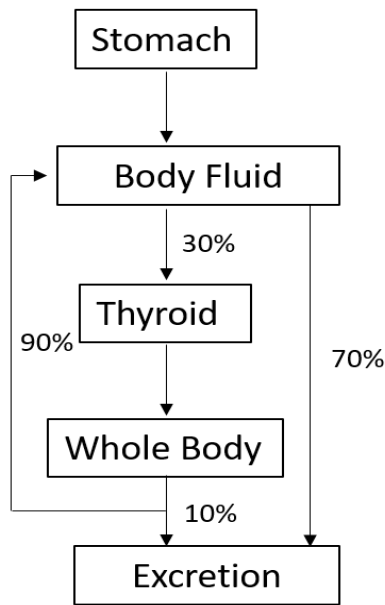 Stomach
Body Fluid
30%
Thyroid
90%
70%
Whole Body
10%
Excretion